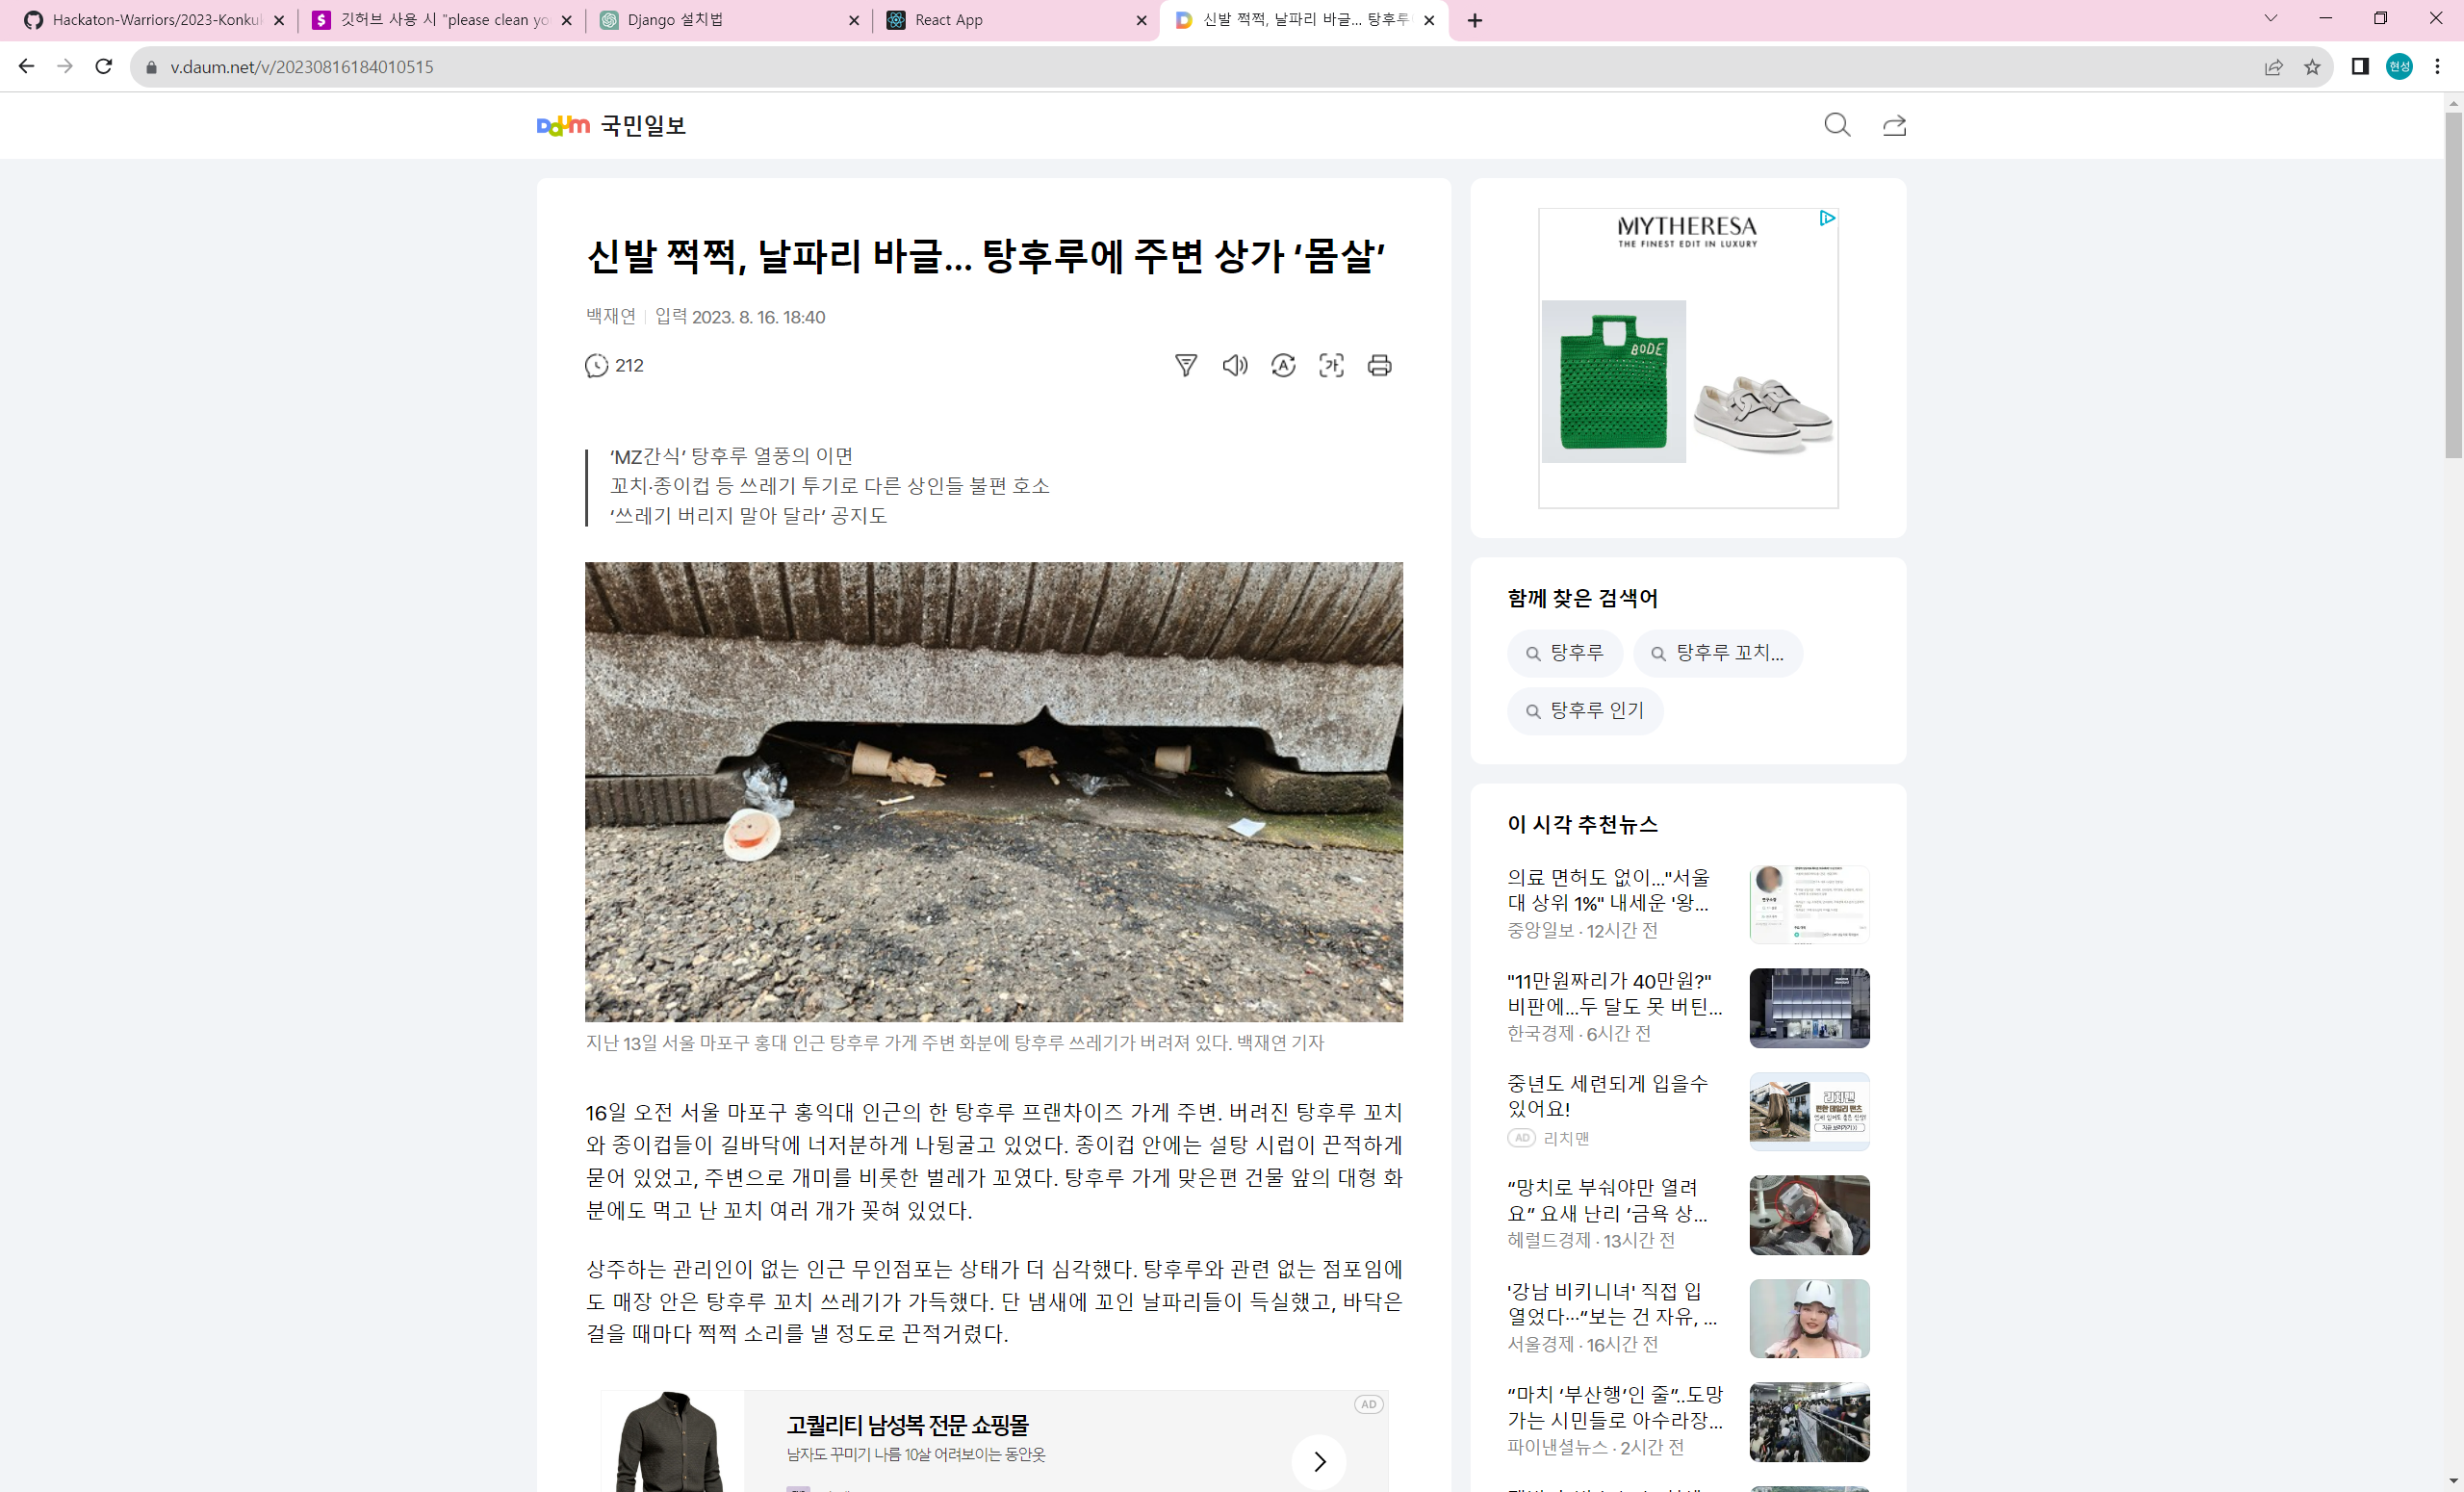 Hackaton-Warriors/2023-Konkuk
깃허브 사용 시 "please clean you
Django 설치법
React App
신발 쩍쩍, 날파리 바글… 탕후루
v.daum.net/v/20230816184010515
현성
Daum 국민일보
신발 쩍쩍, 날파리 바글… 탕후루에 주변 상가 ‘몸살’
백재연 입력 2023. 8. 16. 18:40
212
‘MZ간식’ 탕후루 열풍의 이면
꼬치·종이컵 등 쓰레기 투기로 다른 상인들 불편 호소
‘쓰레기 버리지 말아 달라’ 공지도
지난 13일 서울 마포구 홍대 인근 탕후루 가게 주변 화분에 탕후루 쓰레기가 버려져 있다. 백재연 기자
16일 오전 서울 마포구 홍익대 인근의 한 탕후루 프랜차이즈 가게 주변. 버려진 탕후루 꼬치
와 종이컵들이 길바닥에 너저분하게 나뒹굴고 있었다. 종이컵 안에는 설탕 시럽이 끈적하게
묻어 있었고, 주변으로 개미를 비롯한 벌레가 꼬였다. 탕후루 가게 맞은편 건물 앞의 대형 화
분에도 먹고 난 꼬치 여러 개가 꽂혀 있었다.
상주하는 관리인이 없는 인근 무인점포는 상태가 더 심각했다. 탕후루와 관련 없는 점포임에
도 매장 안은 탕후루 꼬치 쓰레기가 가득했다. 단 냄새에 꼬인 날파리들이 득실했고, 바닥은
걸을 때마다 쩍쩍 소리를 낼 정도로 끈적거렸다.
AD
고퀄리티 남성복 전문 쇼핑몰
남자도 꾸미기 나름 10살 어려보이는 동안옷
MYTHERESA
THE FINEST EDIT IN LUXURY
BODE
함께 찾은 검색어
탕후루
탕후루 꼬치...
탕후루 인기
이 시각 추천뉴스
의료 면허도 없이..."서울
대 상위 1%" 내세운 '왕...
중앙일보 · 12시간 전
"11만원짜리가 40만원?"
비판에...두 달도 못 버틴...
한국경제 · 6시간 전
중년도 세련되게 입을수
있어요!
AD 리치맨
“망치로 부숴야만 열려
요” 요새 난리 ‘금욕 상...
헤럴드경제 · 13시간 전
'강남 비키니녀' 직접 입
열었다···“보는 건 자유, ...
서울경제 · 16시간 전
“마치 ‘부산행’인 줄”..도망
가는 시민들로 아수라장...
파이낸셜뉴스 · 2시간 전